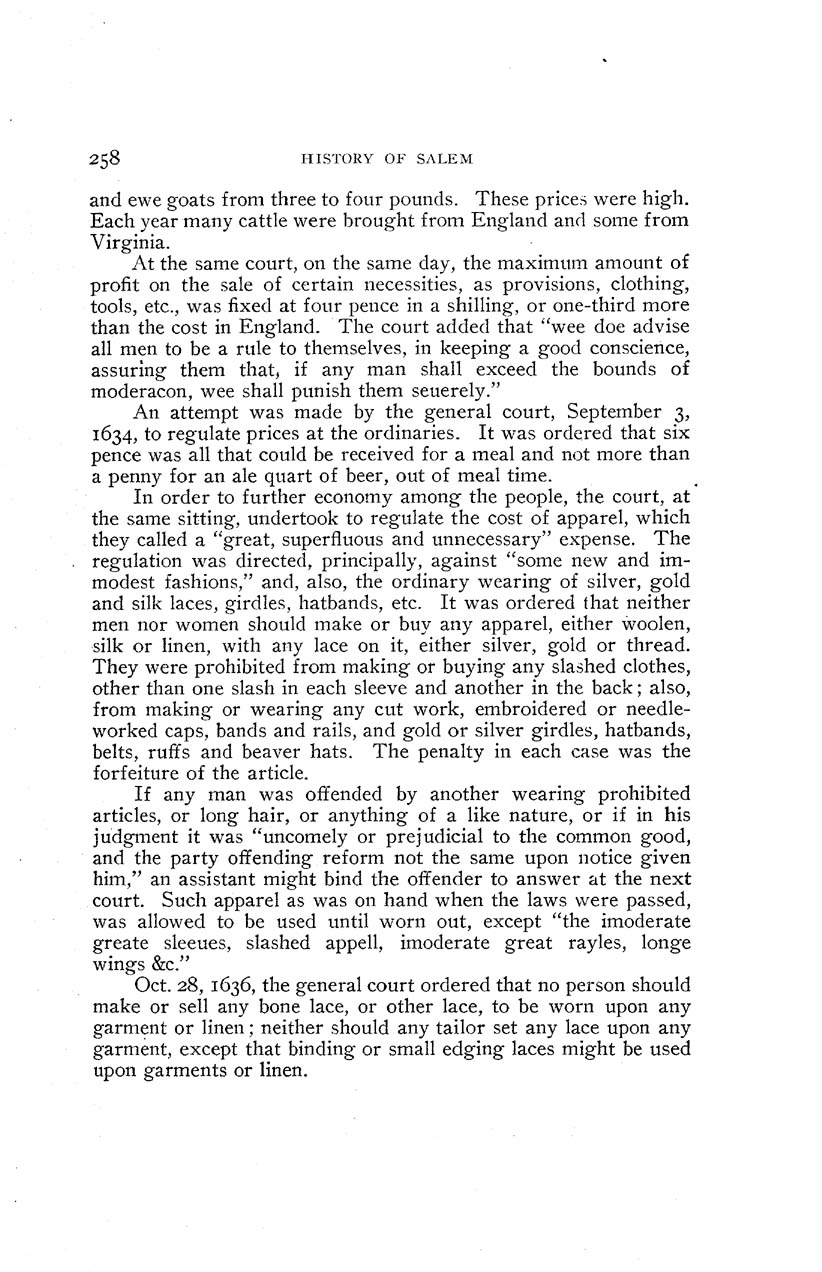 258 HISTORY OF SALEM
and ewe goats from three to four pounds. These prices were high.
Each year many cattle were brought from England and some from
Virginia.
At the same court, on the same day, the maximum amount of
profit on the sale of certain necessities, as provisions, clothing,
tools, etc., was fixed at four pence in a shilling, or one-third more
than the cost in England. The court added that “wee doe advise
all men to be a rule to themselves, in keeping a good conscience,
assuring them that, if any man shall exceed the bounds of
moderacon, wee shall punish them seuerely.”
An attempt was made by the general court, September 3,
1634, to regulate prices at the ordinaries. It was ordered that six
pence was all that could be received for a meal and not more than
a penny for an ale quart of beer, out of meal time.
In order to further economy among the people, the court, at
the same sitting, undertook to regulate the cost of apparel, which
they called a “great, superfluous and unnecessary” expense. The
regulation was directed, principally, against “some new and im-
modest fashions,” and, also, the ordinary wearing of silver, gold
and silk laces, girdles, hatbands, etc. It was ordered that neither
men nor women should make or buy any apparel, either woolen,
silk or linen, with any lace on it, either silver, gold or thread.
They were prohibited from making or buying any slashed clothes,
other than one slash in each sleeve and another in the back; also,
from making or wearing any cut work, embroidered or needle-
worked caps, bands and rails, and gold or silver girdles, hatbands,
belts, ruffs and beaver hats. The penalty in each case was the
forfeiture of the article.
If any man was offended by another wearing prohibited
articles, or long hair, or anything of a like nature, or if in his
judgment it was “uncomely or prejudicial to the common good,
and the party offending reform not the same upon notice given
him,” an assistant might bind the offender to answer at the next
court. Such apparel as was on hand when the laws were passed,
was allowed to be used until worn out, except “the imoderate
greate sleeues, slashed appell, imoderate great rayles, longe
wings &c.”
Oct. 28, 1636, the general court ordered that no person should
make or sell any bone lace, or other lace, to be worn upon any
garment or linen; neither should any tailor set any lace upon any
garment, except that binding or small edging laces might be used
upon garments or linen.